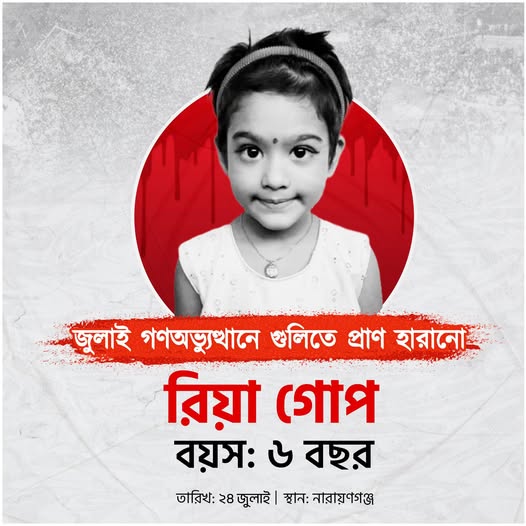 জুলাই গণঅভ্যুত্থানে গুলিতে প্রাণ হারানো
রিয়া গোপ
বয়স: ৬ বছর
তারিখ: ২৪ জুলাই | স্থান: নারায়ণগঞ্জ